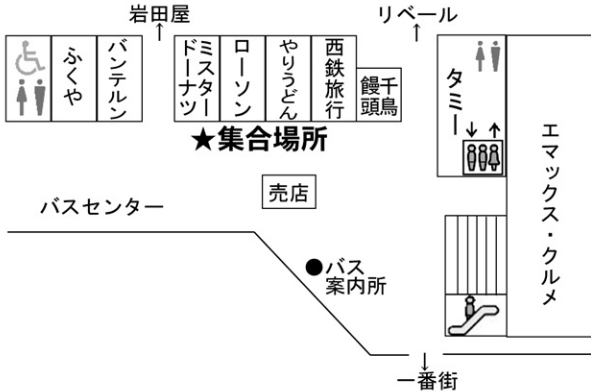 岩田屋
↑
リベール
↑
ふくや
バンテルン
ミスター
ドーナツ
ローソン
やりうどん
西鉄旅行
千鳥
饅頭
タミー
↓ ↑
エマックス・クルメ
★集合場所
売店
バスセンター
●バス
案内所
↓
一番街